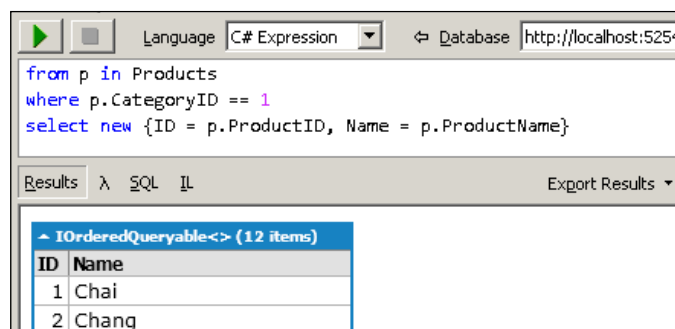 Language C# Expression Database http://localhost:5254
from p in Products
where p.CategoryID == 1
select new {ID = p.ProductID, Name = p.ProductName}
Results λ SQL IL Export Results
IOrderedQueryable<> (12 items)
ID Name
1 Chai
2 Chang